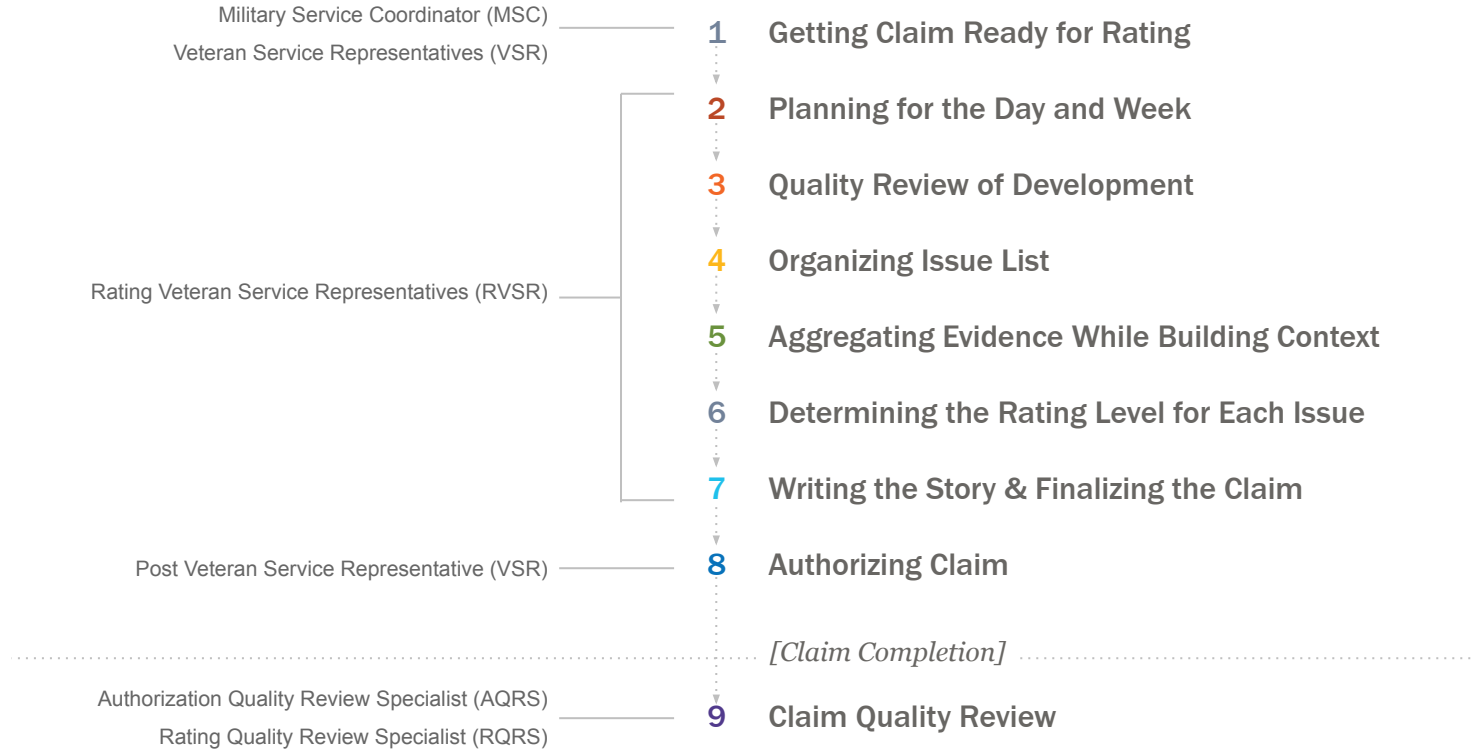 Military Service Coordinator (MSC)
Veteran Service Representatives (VSR)
1 Getting Claim Ready for Rating
2 Planning for the Day and Week
3 Quality Review of Development
4 Organizing Issue List
Rating Veteran Service Representatives (RVSR)
5 Aggregating Evidence While Building Context
6 Determining the Rating Level for Each Issue
7 Writing the Story & Finalizing the Claim
Post Veteran Service Representative (VSR)
8 Authorizing Claim
[Claim Completion]
Authorization Quality Review Specialist (AQRS)
Rating Quality Review Specialist (RQRS)
9 Claim Quality Review